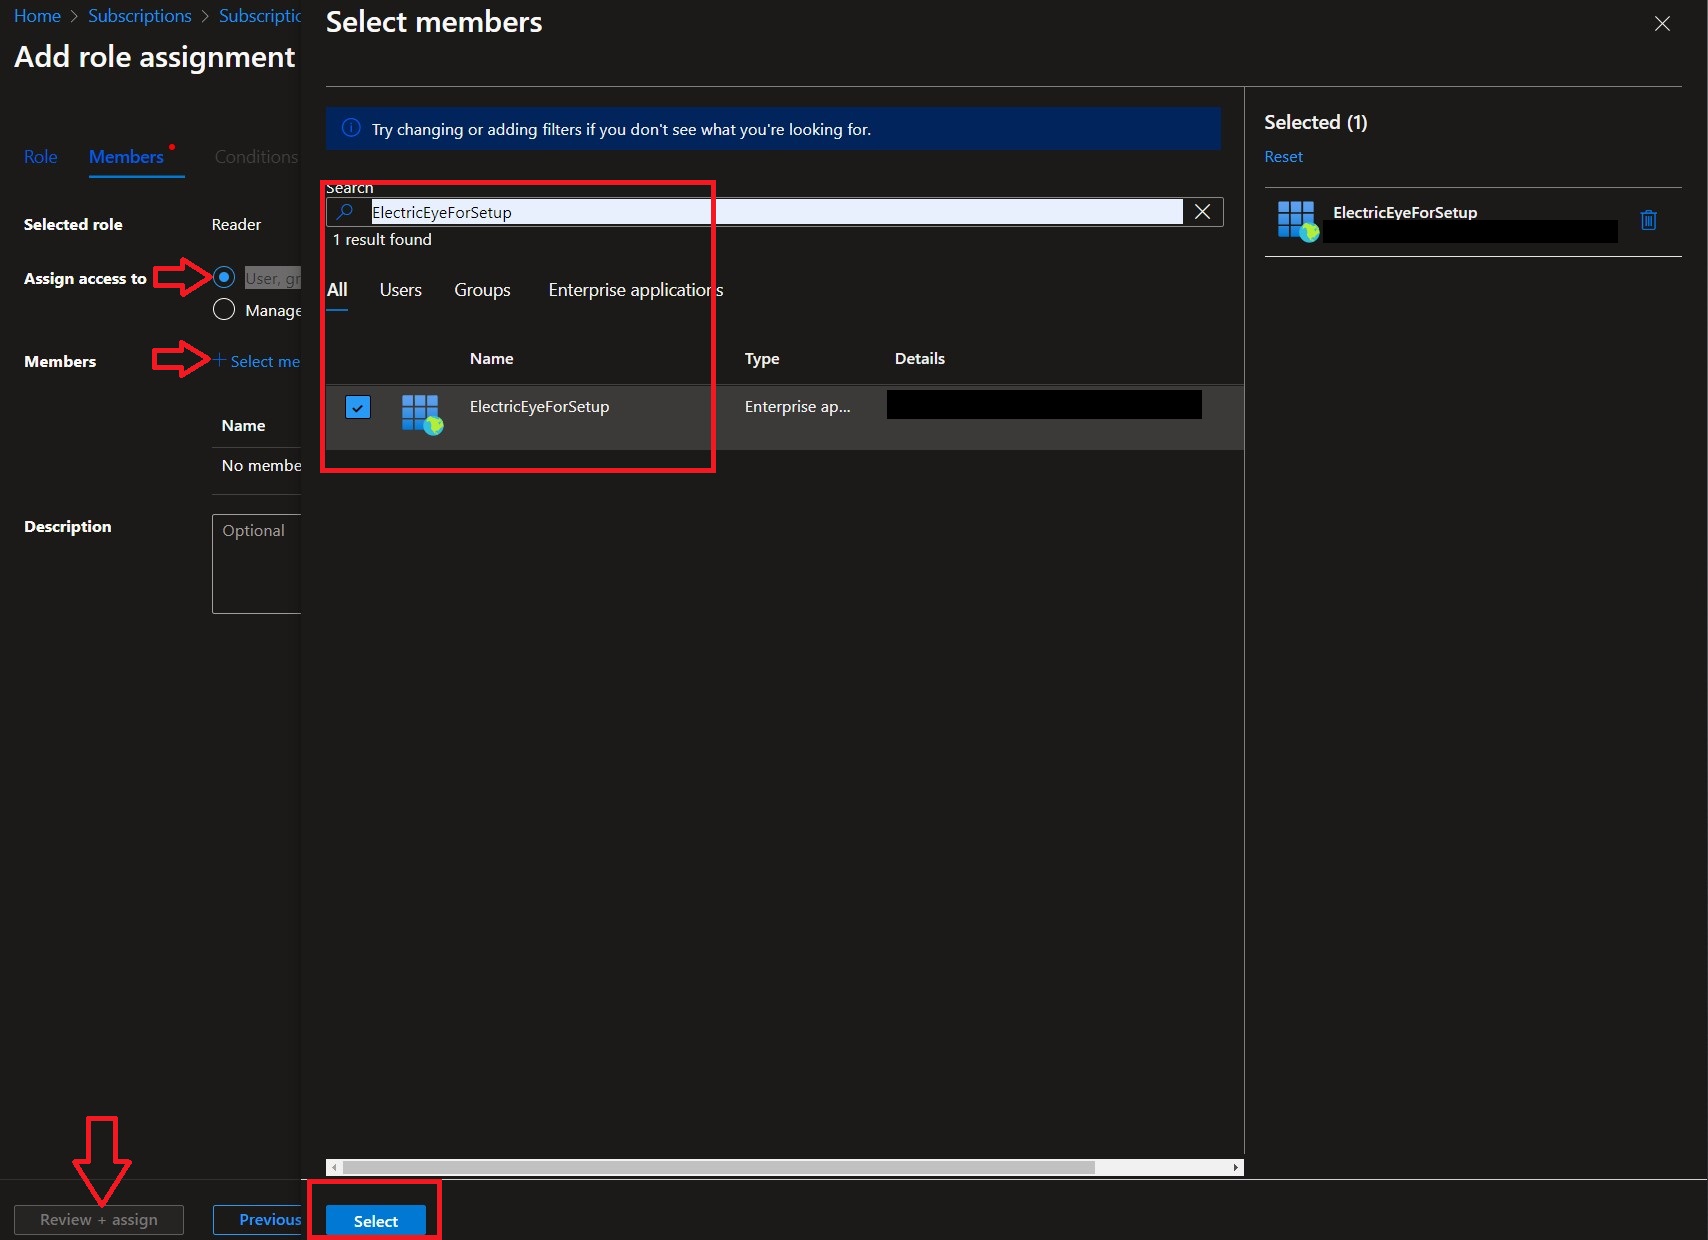 Home > Subscriptions > Subscriptio
Add role assignment
Role
Members
Conditions
Selected role
Reader
Assign access to
User, gr
Manage
Members
+ Select me
Name
No membe
Description
Optional
Review + assign
Previous
Select members
Try changing or adding filters if you don't see what you're looking for.
Search
ElectricEyeForSetup
1 result found
All
Users
Groups
Enterprise applications
Name
Type
Details
ElectricEyeForSetup
Enterprise ap...
Select
Selected (1)
Reset
ElectricEyeForSetup